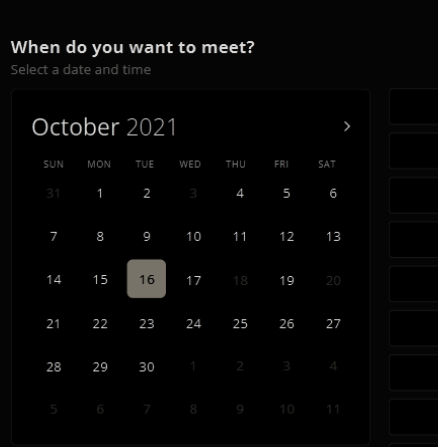 When do you want to meet?
Select a date and time
October 2021
SUN MON TUE WED THU FRI SAT
31 1 2 3 4 5 6
7 8 9 10 11 12 13
14 15 16 17 18 19 20
21 22 23 24 25 26 27
28 29 30 1 2 3 4
5 6 7 8 9 10 11